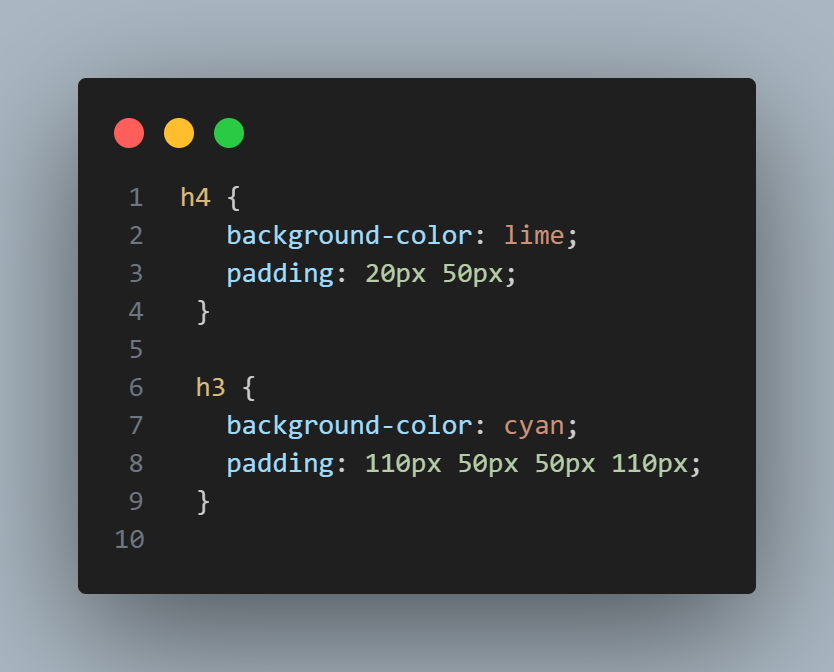 1 h4 {
2 background-color: lime;
3 padding: 20px 50px;
4 }
5
6 h3 {
7 background-color: cyan;
8 padding: 110px 50px 50px 110px;
9 }
10